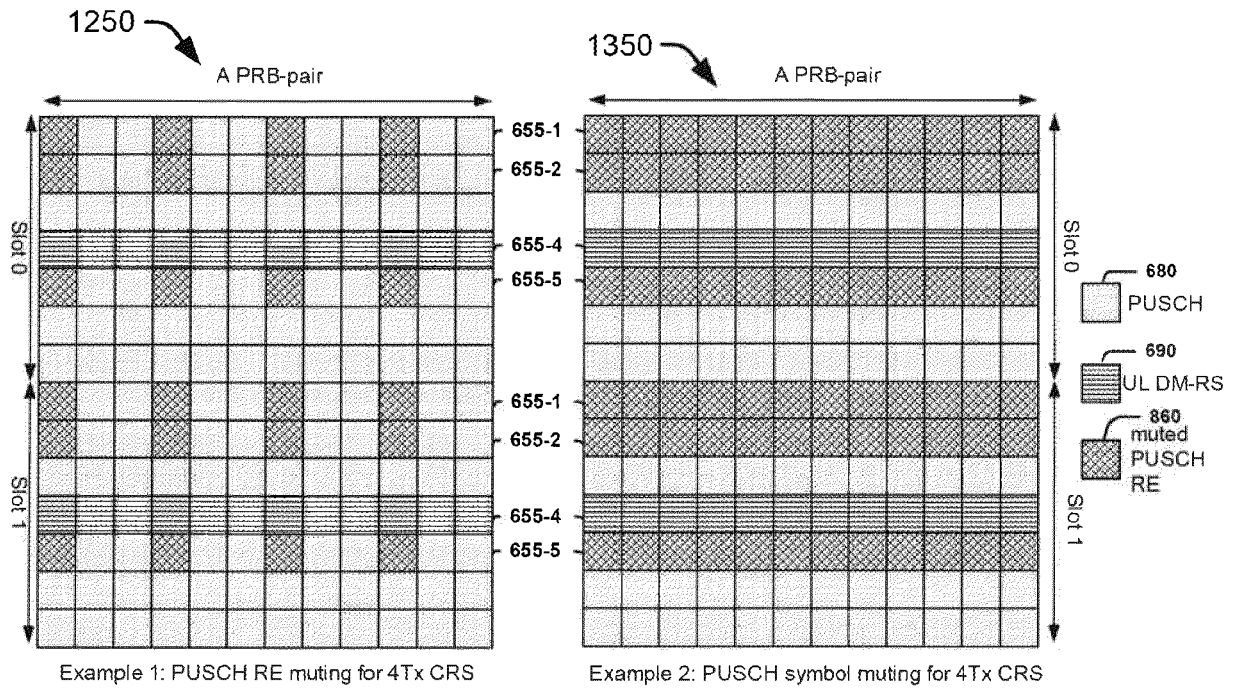 1250
1350
A PRB-pair
A PRB-pair
655-1
655-2
655-4
655-5
655-1
655-2
655-4
655-5
Slot 0
Slot 1
Slot 0
Slot 1
680
PUSCH
690
UL DM-RS
860
muted
PUSCH
RE
Example 1: PUSCH RE muting for 4Tx CRS
Example 2: PUSCH symbol muting for 4Tx CRS